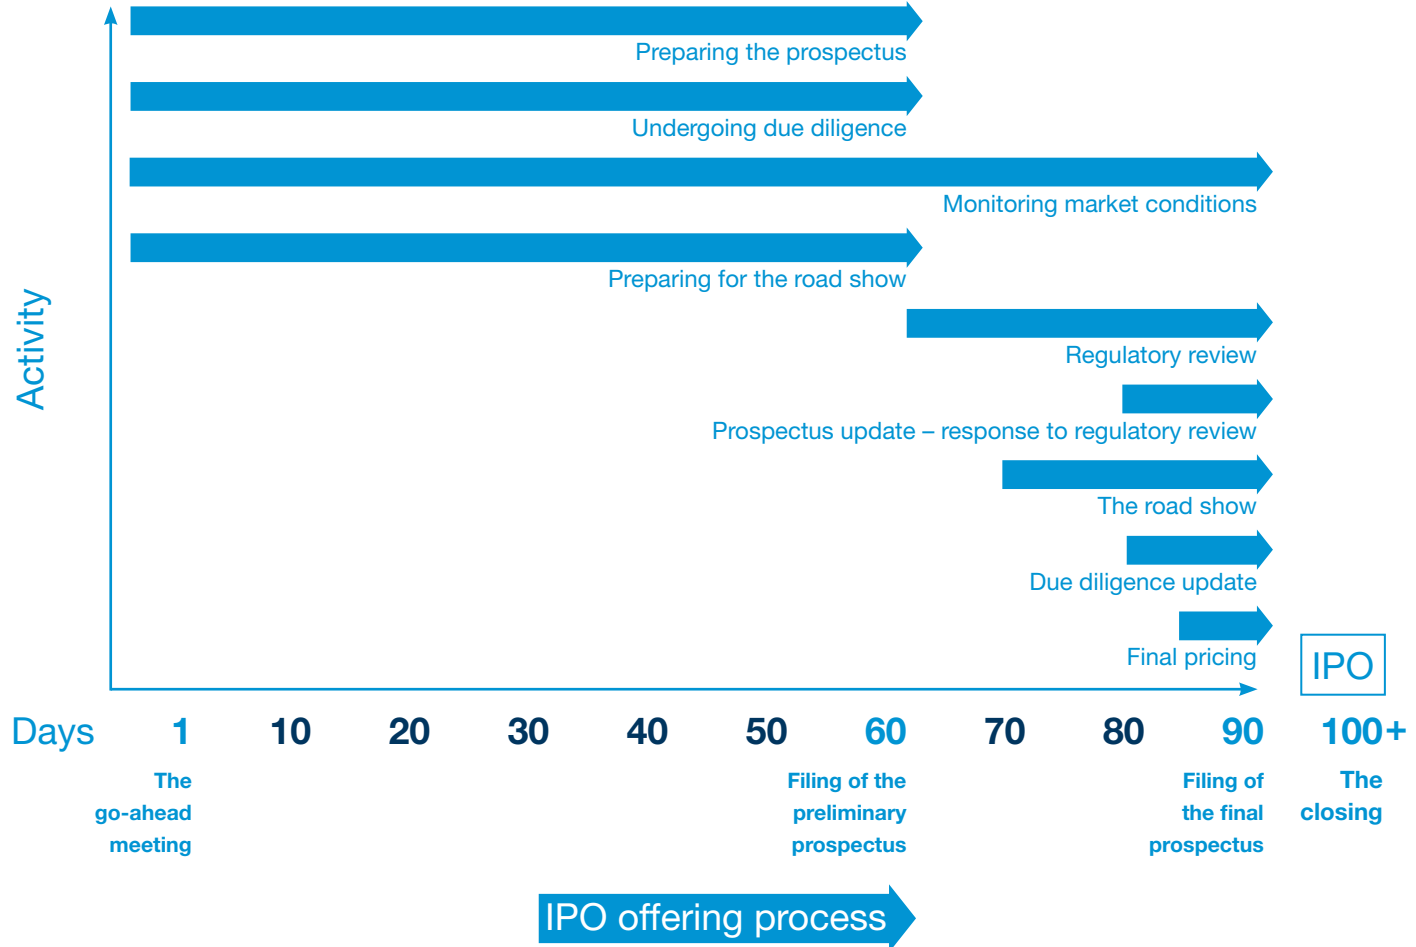 Preparing the prospectus
Undergoing due diligence
Monitoring market conditions
Preparing for the road show
Activity
Regulatory review
Prospectus update – response to regulatory review
The road show
Due diligence update
Final pricing
IPO
Days 1 10 20 30 40 50 60 70 80 90 100+
The
go-ahead
meeting
Filing of the
preliminary
prospectus
Filing of
the final
prospectus
The
closing
IPO offering process